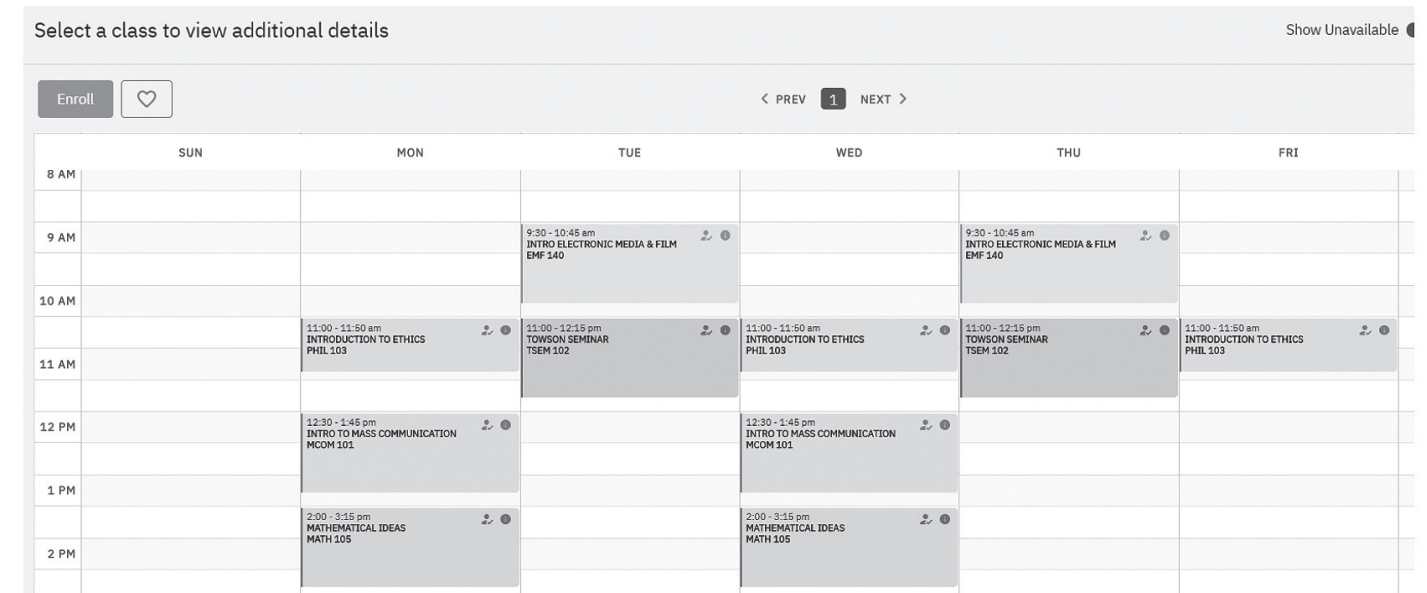 Select a class to view additional details
Show Unavailable
Enroll
PREV 1 NEXT
SUN MON TUE WED THU FRI
8 AM
9 AM
9:30 - 10:45 am
INTRO ELECTRONIC MEDIA & FILM
EMF 140
9:30 - 10:45 am
INTRO ELECTRONIC MEDIA & FILM
EMF 140
10 AM
11:00 - 11:50 am
INTRODUCTION TO ETHICS
PHIL 103
11:00 - 12:15 pm
TOWSON SEMINAR
TSEM 102
11:00 - 11:50 am
INTRODUCTION TO ETHICS
PHIL 103
11:00 - 12:15 pm
TOWSON SEMINAR
TSEM 102
11:00 - 11:50 am
INTRODUCTION TO ETHICS
PHIL 103
11 AM
12 PM
12:30 - 1:45 pm
INTRO TO MASS COMMUNICATION
MCOM 101
12:30 - 1:45 pm
INTRO TO MASS COMMUNICATION
MCOM 101
1 PM
2:00 - 3:15 pm
MATHEMATICAL IDEAS
MATH 105
2:00 - 3:15 pm
MATHEMATICAL IDEAS
MATH 105
2 PM